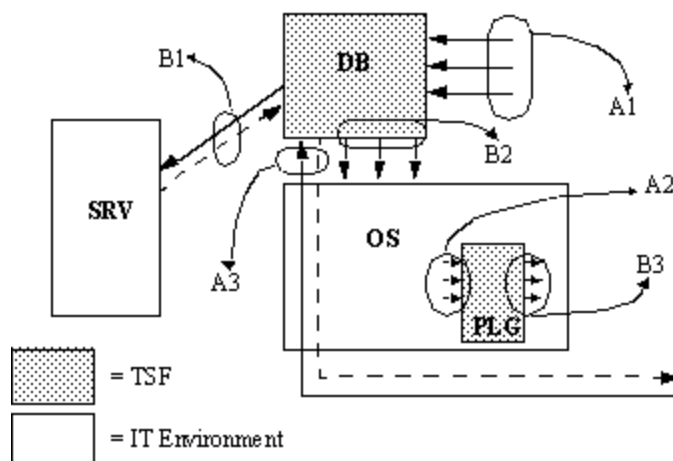 DB
B1
A1
B2
SRV
OS
A2
A3
B3
PLG
= TSF
= IT Environment